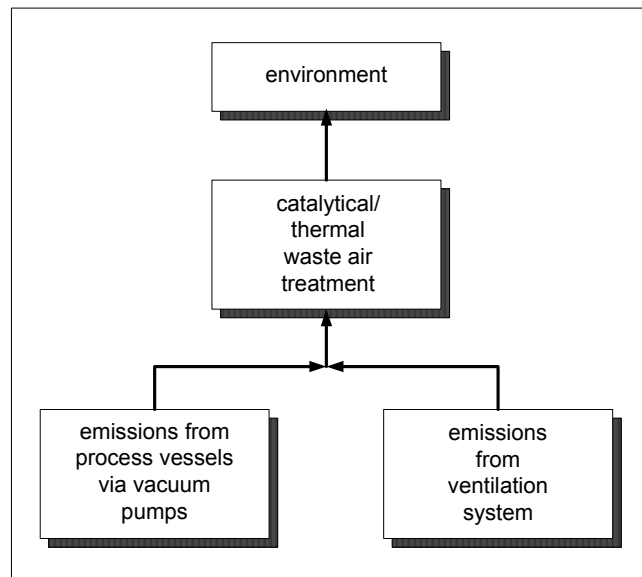 environment
catalytical/
thermal
waste air
treatment
emissions from
process vessels
via vacuum
pumps
emissions
from
ventilation
system